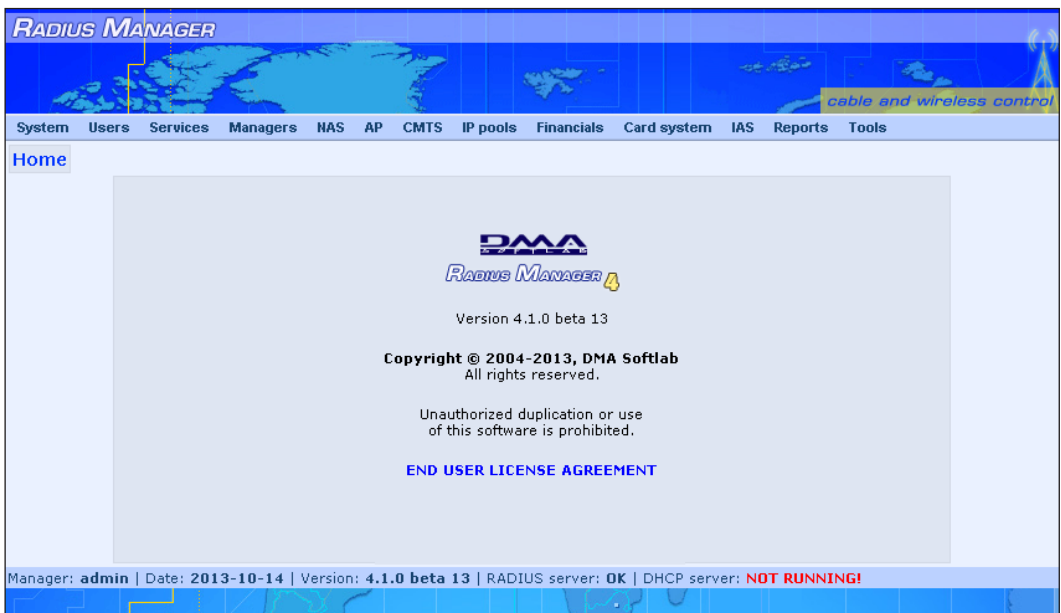 RADIUS MANAGER
cable and wireless control
System Users Services Managers NAS AP CMTS IP pools Financials Card system IAS Reports Tools
Home
DMA
SOFTLAB
RADIUS MANAGER 4
Version 4.1.0 beta 13
Copyright © 2004-2013, DMA Softlab
All rights reserved.
Unauthorized duplication or use
of this software is prohibited.
END USER LICENSE AGREEMENT
Manager: admin | Date: 2013-10-14 | Version: 4.1.0 beta 13 | RADIUS server: OK | DHCP server: NOT RUNNING!